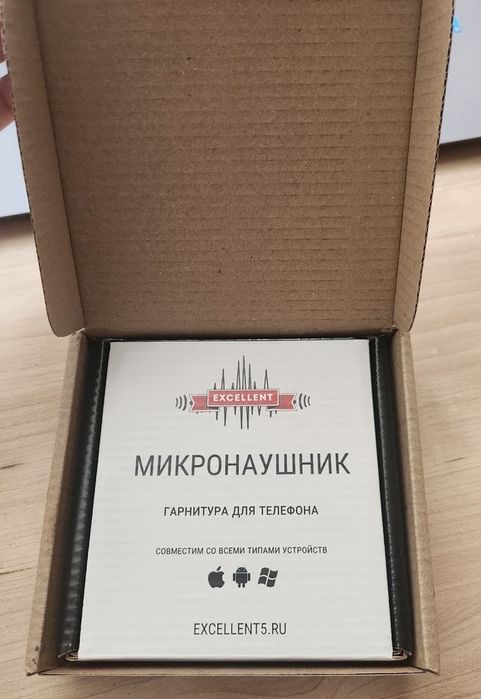 EXCELLENT
МИКРОНАУШНИК
ГАРНИТУРА ДЛЯ ТЕЛЕФОНА
СОВМЕСТИМ СО ВСЕМИ ТИПАМИ УСТРОЙСТВ
EXCELLENT5.RU